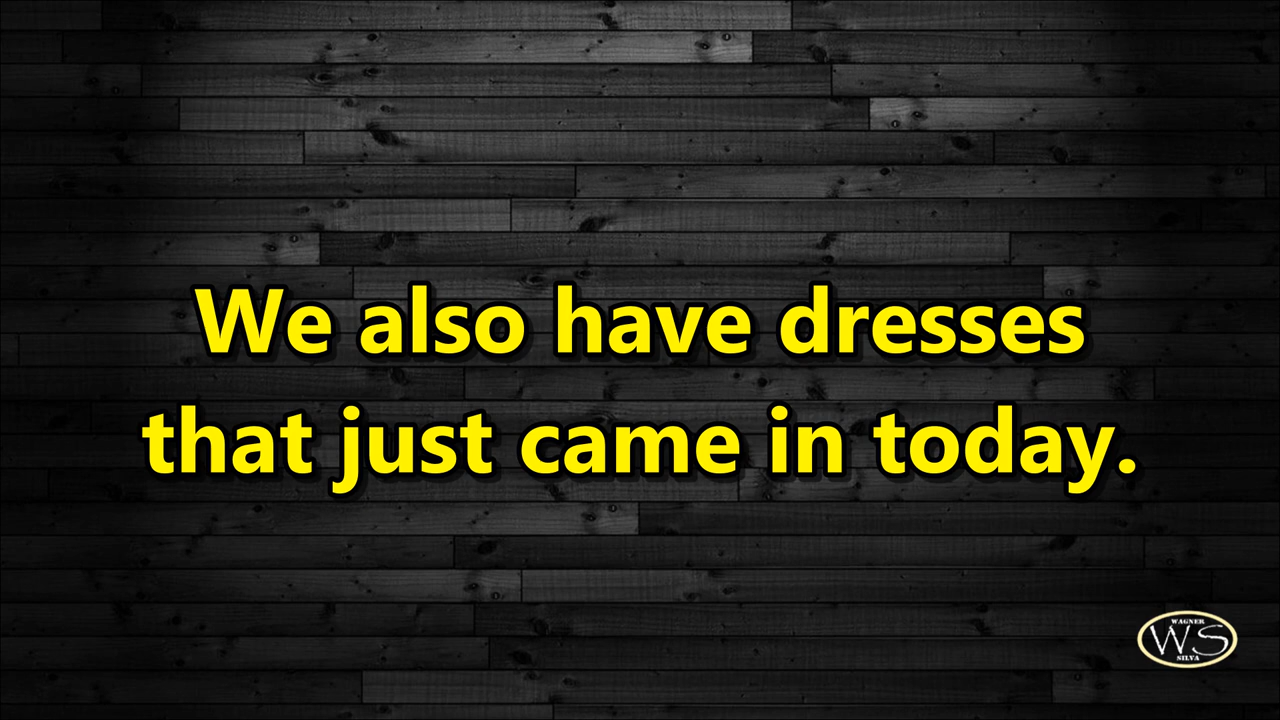 We also have dresses
that just came in today.
WAGNER
WS
SILVA